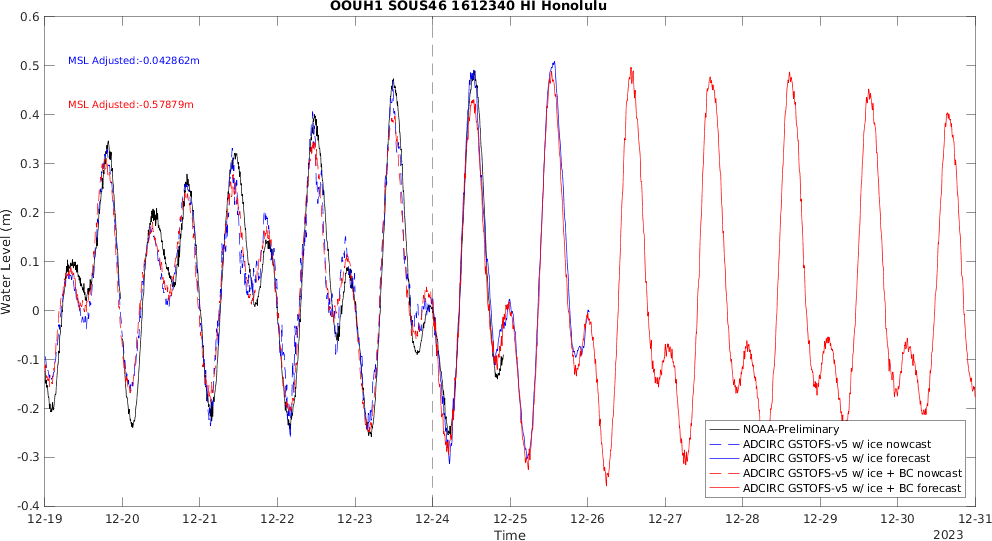 OOUH1 SOUS46 1612340 HI Honolulu
0.6
MSL Adjusted:-0.042862m
0.5
MSL Adjusted:-0.57879m
0.4
0.3
0.2
0.1
0
-0.1
-0.2
-0.3
-0.4
Water Level (m)
NOAA-Preliminary
ADCIRC GSTOFS-v5 w/ ice nowcast
ADCIRC GSTOFS-v5 w/ ice forecast
ADCIRC GSTOFS-v5 w/ ice + BC nowcast
ADCIRC GSTOFS-v5 w/ ice + BC forecast
12-19 12-20 12-21 12-22 12-23 12-24 12-25 12-26 12-27 12-28 12-29 12-30 12-31
Time
2023